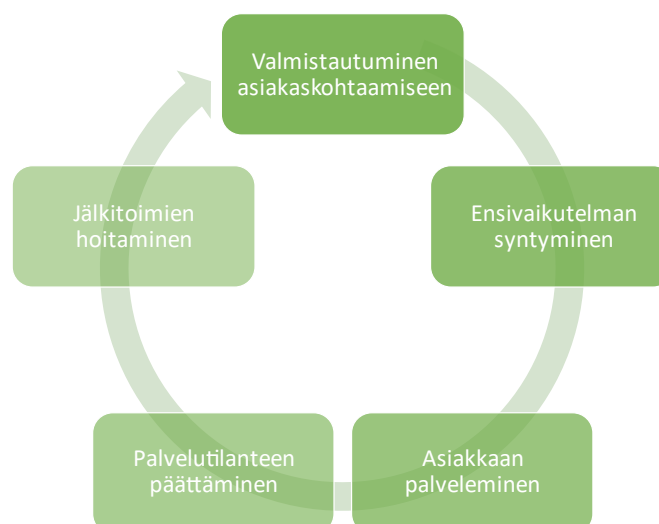 Valmistautuminen
asiakaskohtaamiseen
Ensivaikutelman
syntyminen
Asiakkaan
palveleminen
Palvelutilanteen
päättäminen
Jälkitoimien
hoitaminen